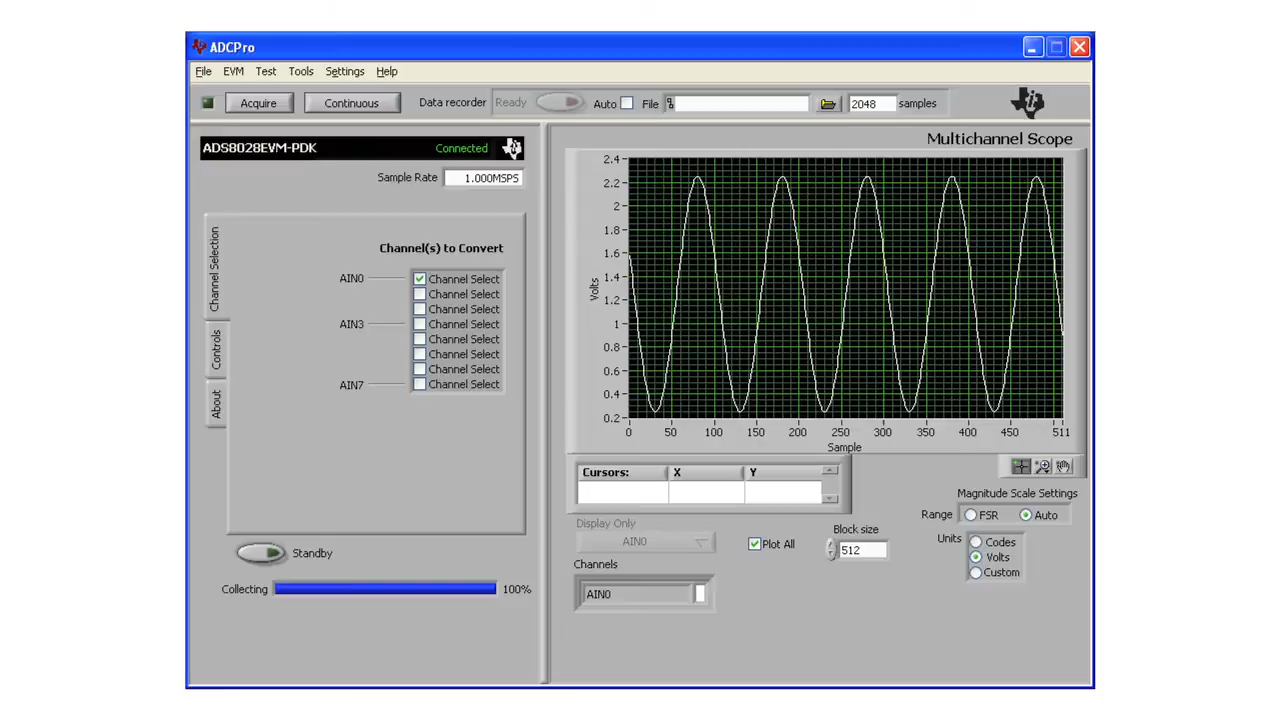 ADCPro
File EVM Test Tools Settings Help
Acquire Continuous Data recorder Ready Auto File 2048 samples
ADS8028EVM-PDK Connected
Sample Rate 1.000MSPS
Channel Selection
Controls
About
Channel(s) to Convert
AIN0 Channel Select
Channel Select
Channel Select
AIN3 Channel Select
Channel Select
Channel Select
Channel Select
AIN7 Channel Select
Standby
Collecting 100%
Multichannel Scope
2.4
2.2
2
1.8
1.6
1.4
1.2
1
0.8
0.6
0.4
0.2
Volts
0 50 100 150 200 250 300 350 400 450 511
Sample
Cursors: X Y
Magnitude Scale Settings
Range FSR Auto
Units Codes
Volts
Custom
Display Only
AIN0
Plot All
Block size
512
Channels
AIN0